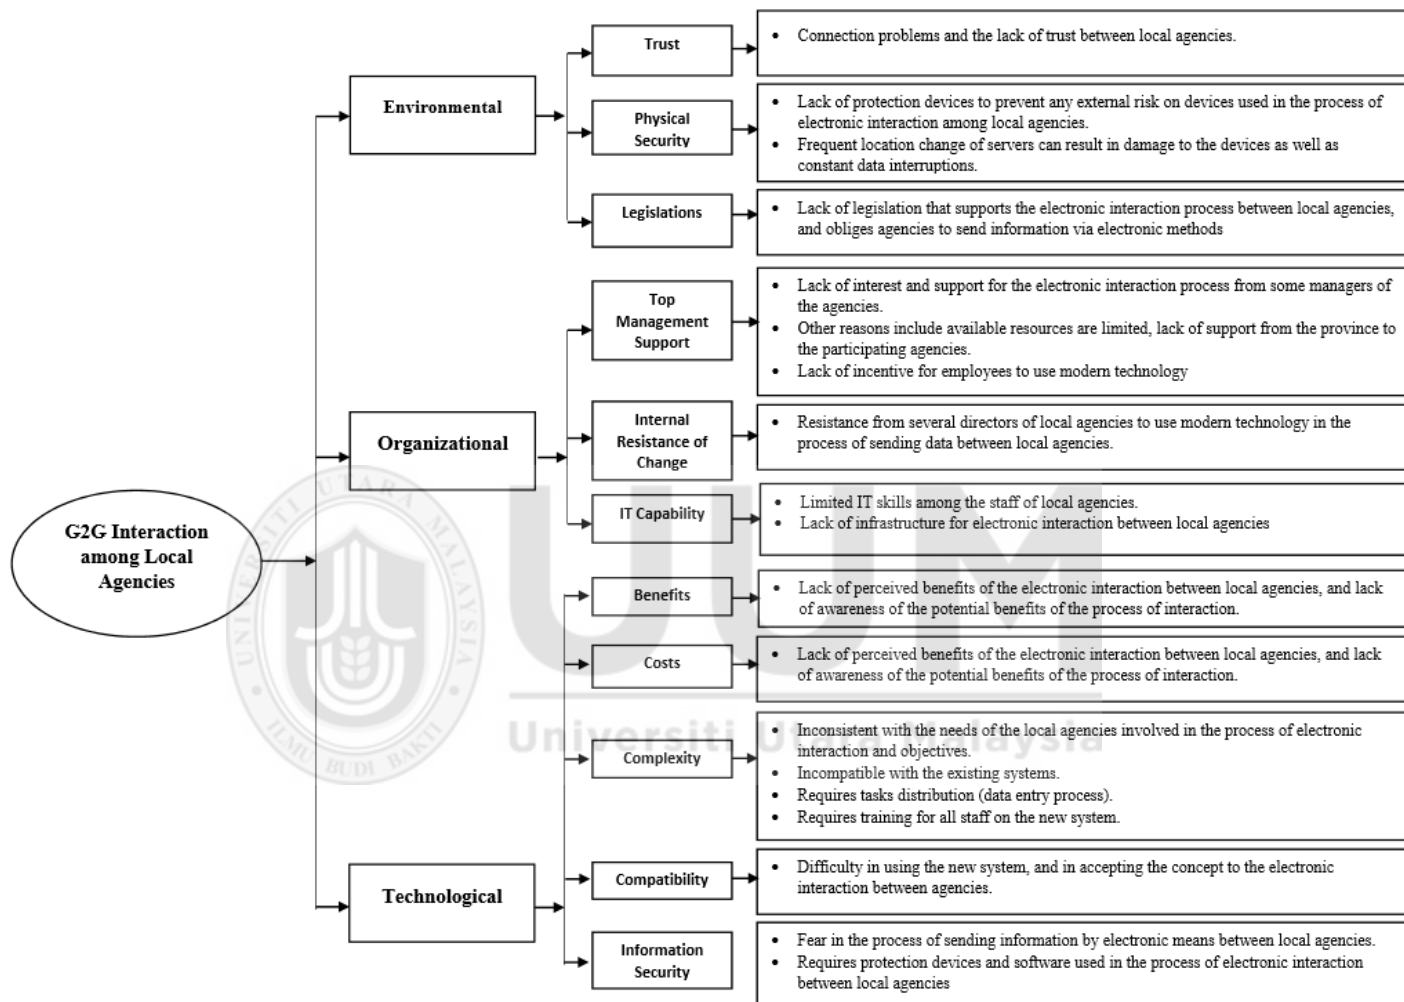 Trust
• Connection problems and the lack of trust between local agencies.
Environmental
Physical
Security
• Lack of protection devices to prevent any external risk on devices used in the process of
electronic interaction among local agencies.
• Frequent location change of servers can result in damage to the devices as well as
constant data interruptions.
Legislations
• Lack of legislation that supports the electronic interaction process between local agencies,
and obliges agencies to send information via electronic methods
Top
Management
Support
• Lack of interest and support for the electronic interaction process from some managers of
the agencies.
• Other reasons include available resources are limited, lack of support from the province to
the participating agencies.
• Lack of incentive for employees to use modern technology
Organizational
Internal
Resistance of
Change
• Resistance from several directors of local agencies to use modern technology in the
process of sending data between local agencies.
IT Capability
• Limited IT skills among the staff of local agencies.
• Lack of infrastructure for electronic interaction between local agencies
G2G Interaction
among Local
Agencies
Benefits
• Lack of perceived benefits of the electronic interaction between local agencies, and lack
of awareness of the potential benefits of the process of interaction.
Costs
• Lack of perceived benefits of the electronic interaction between local agencies, and lack
of awareness of the potential benefits of the process of interaction.
Complexity
• Inconsistent with the needs of the local agencies involved in the process of electronic
interaction and objectives.
• Incompatible with the existing systems.
• Requires tasks distribution (data entry process).
• Requires training for all staff on the new system.
Technological
Compatibility
• Difficulty in using the new system, and in accepting the concept to the electronic
interaction between agencies.
Information
Security
• Fear in the process of sending information by electronic means between local agencies.
• Requires protection devices and software used in the process of electronic interaction
between local agencies
UNIVERSITI UTARA MALAYSIA
ILMU BUDI BAKTI
UUM
Universiti Utara Malaysia